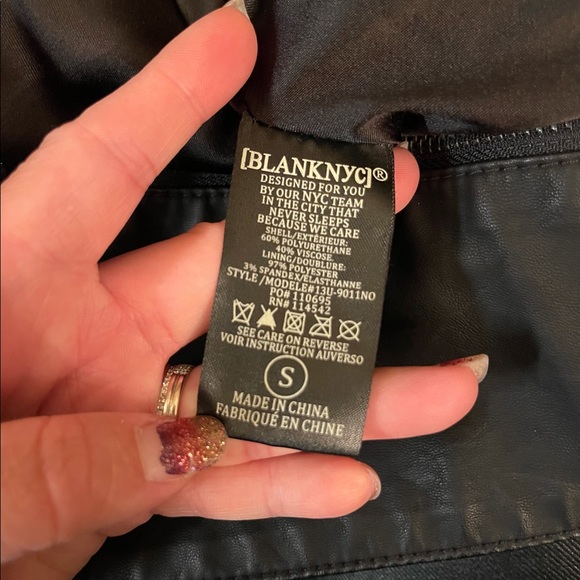 [BLANKNYC]®
DESIGNED FOR YOU
BY OUR NYC TEAM
IN THE CITY THAT
NEVER SLEEPS
BECAUSE WE CARE
SHELL/EXTÉRIEUR:
60% POLYURETHANE
40% VISCOSE.
LINING/DOUBLURE:
97% POLYESTER
3% SPANDEX/ÉLASTHANNE
STYLE /MODELE#13U-9011NO
PO# 110695
RN# 114542
SEE CARE ON REVERSE
VOIR INSTRUCTION AUVERSO
S
MADE IN CHINA
FABRIQUÉ EN CHINE